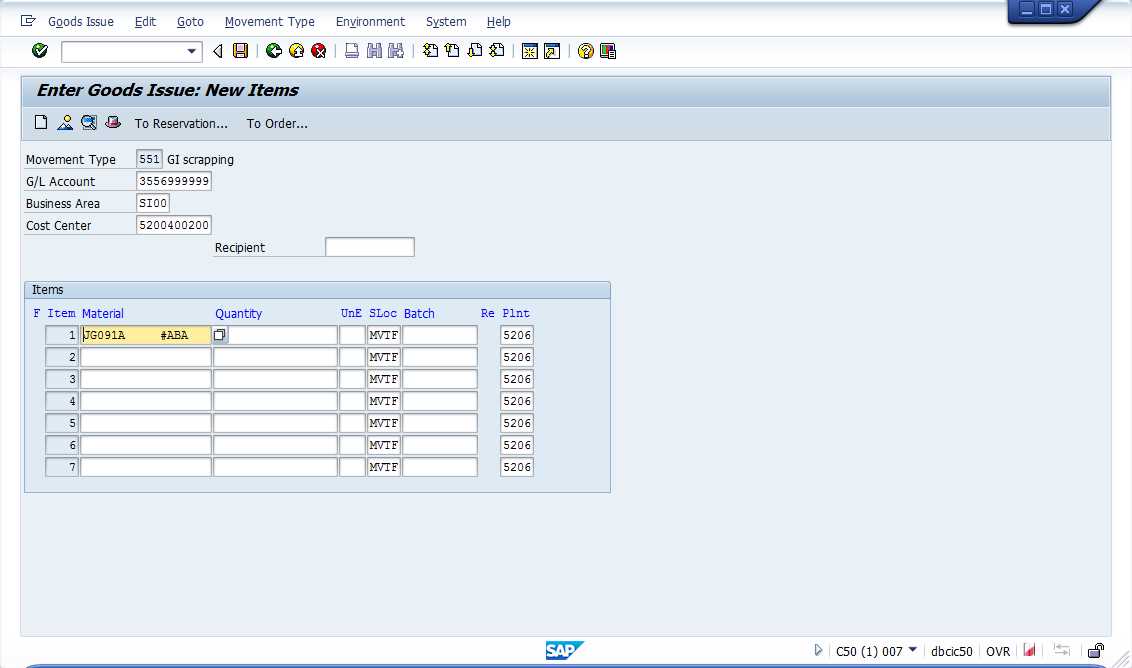 Goods Issue Edit Goto Movement Type Environment System Help
Enter Goods Issue: New Items
To Reservation... To Order...
Movement Type 551 GI scrapping
G/L Account 3556999999
Business Area SI00
Cost Center 5200400200
Recipient
Items
F Item Material Quantity UnE SLoc Batch Re Plnt
1 JG091A #ABA MVTF 5206
2 MVTF 5206
3 MVTF 5206
4 MVTF 5206
5 MVTF 5206
6 MVTF 5206
7 MVTF 5206
SAP C50 (1) 007 dbcic50 OVR